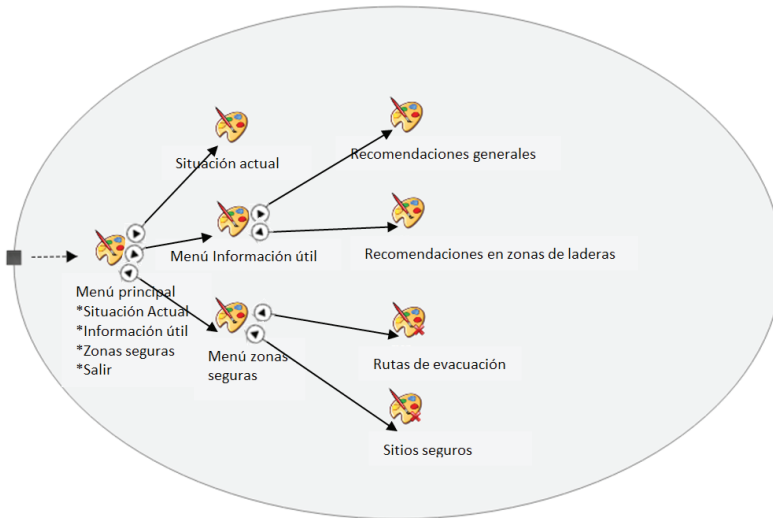 Situación actual
Recomendaciones generales
Menú Información útil
Recomendaciones en zonas de laderas
Menú principal
*Situación Actual
*Información útil
*Zonas seguras
*Salir
Menú zonas
seguras
Rutas de evacuación
Sitios seguros